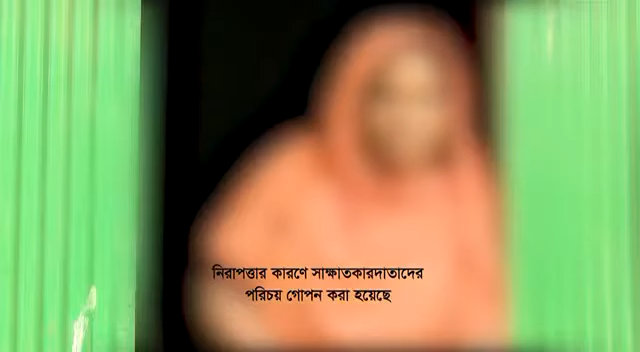 নিরাপত্তার কারণে সাক্ষাতকারদাতাদের
পরিচয় গোপন করা হয়েছে